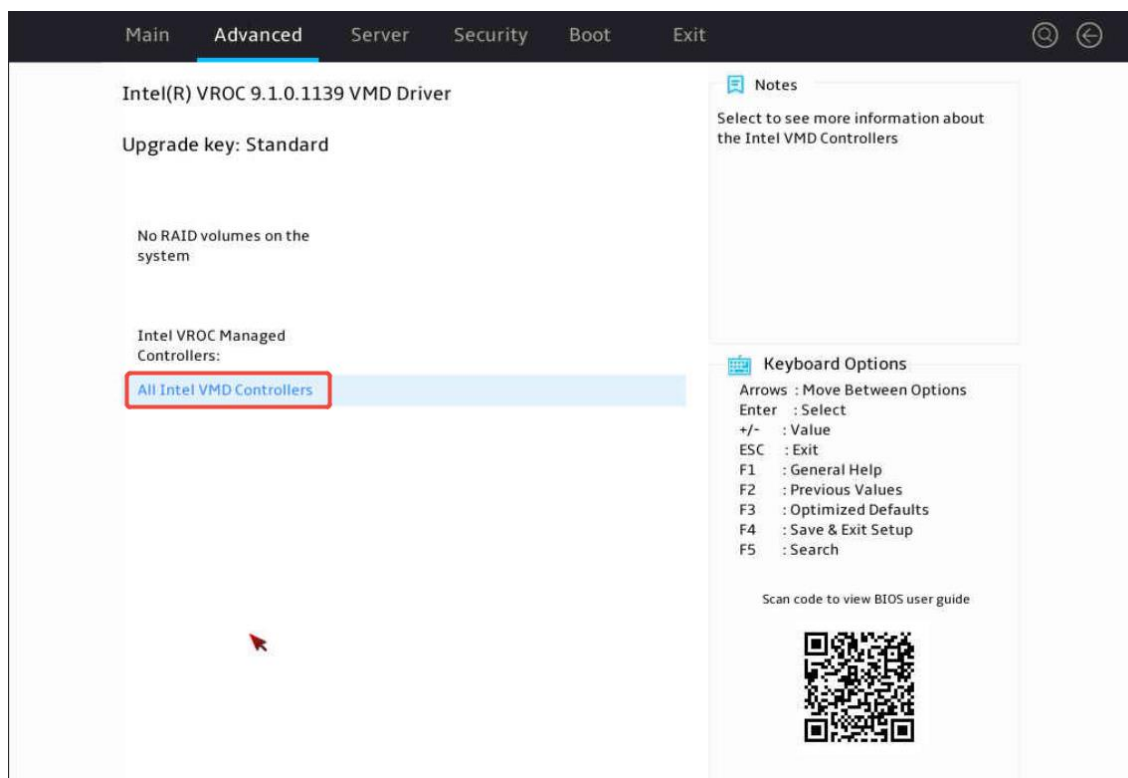 Main Advanced Server Security Boot Exit
Intel(R) VROC 9.1.0.1139 VMD Driver
Upgrade key: Standard
No RAID volumes on the
system
Intel VROC Managed
Controllers:
All Intel VMD Controllers
Notes
Select to see more information about
the Intel VMD Controllers
Keyboard Options
Arrows : Move Between Options
Enter : Select
+/- : Value
ESC : Exit
F1 : General Help
F2 : Previous Values
F3 : Optimized Defaults
F4 : Save & Exit Setup
F5 : Search
Scan code to view BIOS user guide